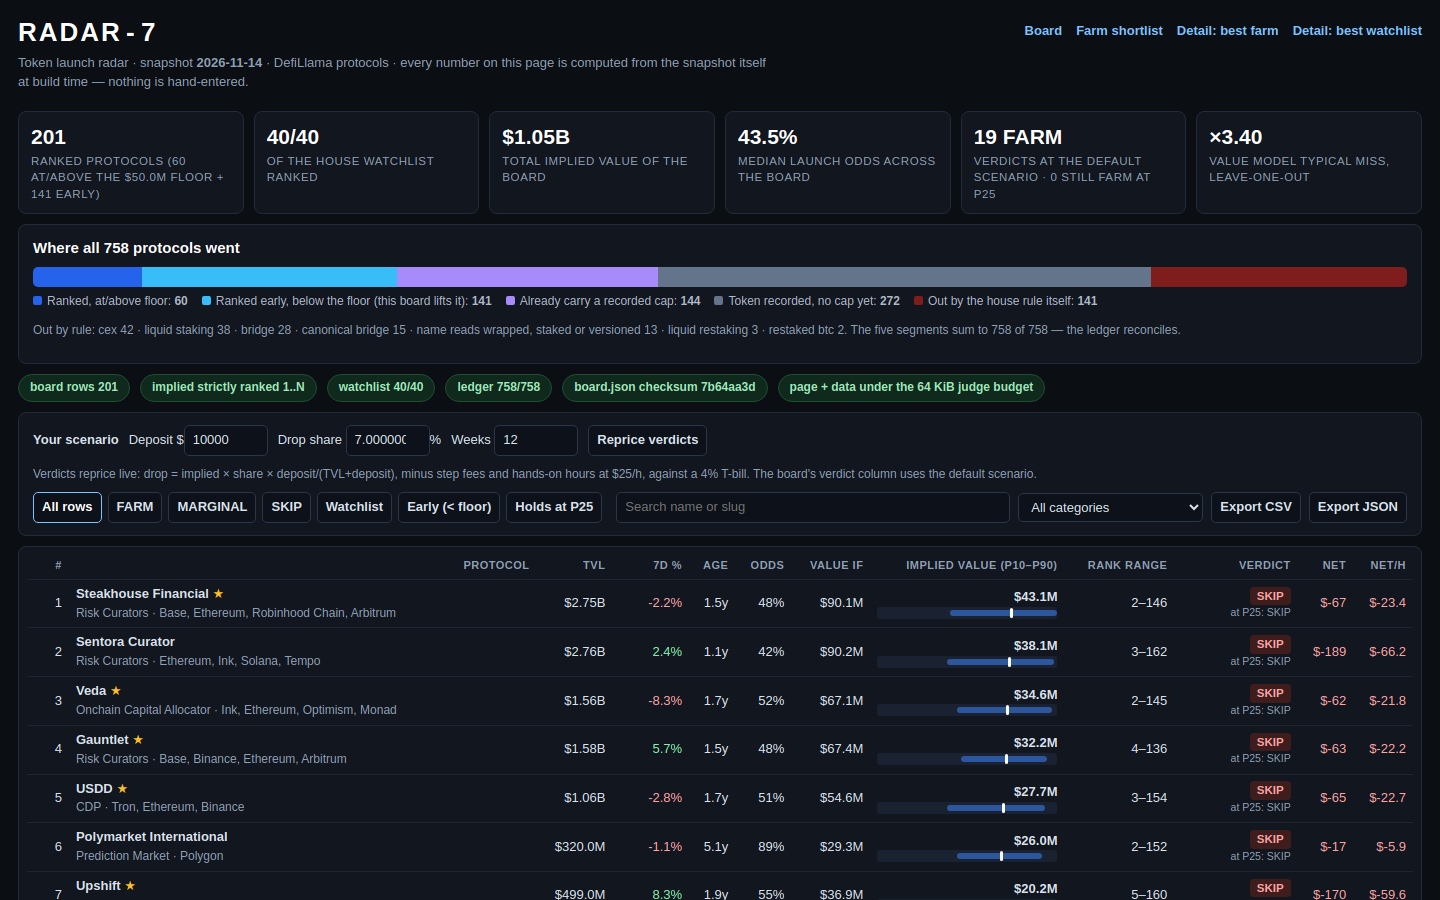 RADAR-7
Board Farm shortlist Detail: best farm Detail: best watchlist
Token launch radar · snapshot 2026-11-14 · DefiLlama protocols · every number on this page is computed from the snapshot itself
at build time — nothing is hand-entered.
201
RANKED PROTOCOLS (60
AT/ABOVE THE $50.0M FLOOR +
141 EARLY)
40/40
OF THE HOUSE WATCHLIST
RANKED
$1.05B
TOTAL IMPLIED VALUE OF THE
BOARD
43.5%
MEDIAN LAUNCH ODDS ACROSS
THE BOARD
19 FARM
VERDICTS AT THE DEFAULT
SCENARIO · 0 STILL FARM AT
P25
×3.40
VALUE MODEL TYPICAL MISS,
LEAVE-ONE-OUT
Where all 758 protocols went
Ranked, at/above floor: 60 Ranked early, below the floor (this board lifts it): 141 Already carry a recorded cap: 144 Token recorded, no cap yet: 272 Out by the house rule itself: 141
Out by rule: cex 42 · liquid staking 38 · bridge 28 · canonical bridge 15 · name reads wrapped, staked or versioned 13 · liquid restaking 3 · restaked btc 2. The five segments sum to 758 of 758 — the ledger reconciles.
board rows 201 implied strictly ranked 1..N watchlist 40/40 ledger 758/758 board.json checksum 7b64aa3d page + data under the 64 KiB judge budget
Your scenario Deposit $ 10000 Drop share 7.000000 % Weeks 12 Reprice verdicts
Verdicts reprice live: drop = implied × share × deposit/(TVL+deposit), minus step fees and hands-on hours at $25/h, against a 4% T-bill. The board's verdict column uses the default scenario.
All rows FARM MARGINAL SKIP Watchlist Early (< floor) Holds at P25 Search name or slug All categories Export CSV Export JSON
# PROTOCOL TVL 7D % AGE ODDS VALUE IF IMPLIED VALUE (P10–P90) RANK RANGE VERDICT NET NET/H
1 Steakhouse Financial ★ $2.75B -2.2% 1.5y 48% $90.1M $43.1M 2–146 SKIP $-67 $-23.4
Risk Curators · Base, Ethereum, Robinhood Chain, Arbitrum at P25: SKIP
2 Sentora Curator $2.76B 2.4% 1.1y 42% $90.2M $38.1M 3–162 SKIP $-189 $-66.2
Risk Curators · Ethereum, Ink, Solana, Tempo at P25: SKIP
3 Veda ★ $1.56B -8.3% 1.7y 52% $67.1M $34.6M 2–145 SKIP $-62 $-21.8
Onchain Capital Allocator · Ink, Ethereum, Optimism, Monad at P25: SKIP
4 Gauntlet ★ $1.58B 5.7% 1.5y 48% $67.4M $32.2M 4–136 SKIP $-63 $-22.2
Risk Curators · Base, Binance, Ethereum, Arbitrum at P25: SKIP
5 USDD ★ $1.06B -2.8% 1.7y 51% $54.6M $27.7M 3–154 SKIP $-65 $-22.7
CDP · Tron, Ethereum, Binance at P25: SKIP
6 Polymarket International $320.0M -1.1% 5.1y 89% $29.3M $26.0M 2–152 SKIP $-17 $-5.9
Prediction Market · Polygon at P25: SKIP
7 Upshift ★ $499.0M 8.3% 1.9y 55% $36.9M $20.2M 5–160 SKIP $-170 $-59.6